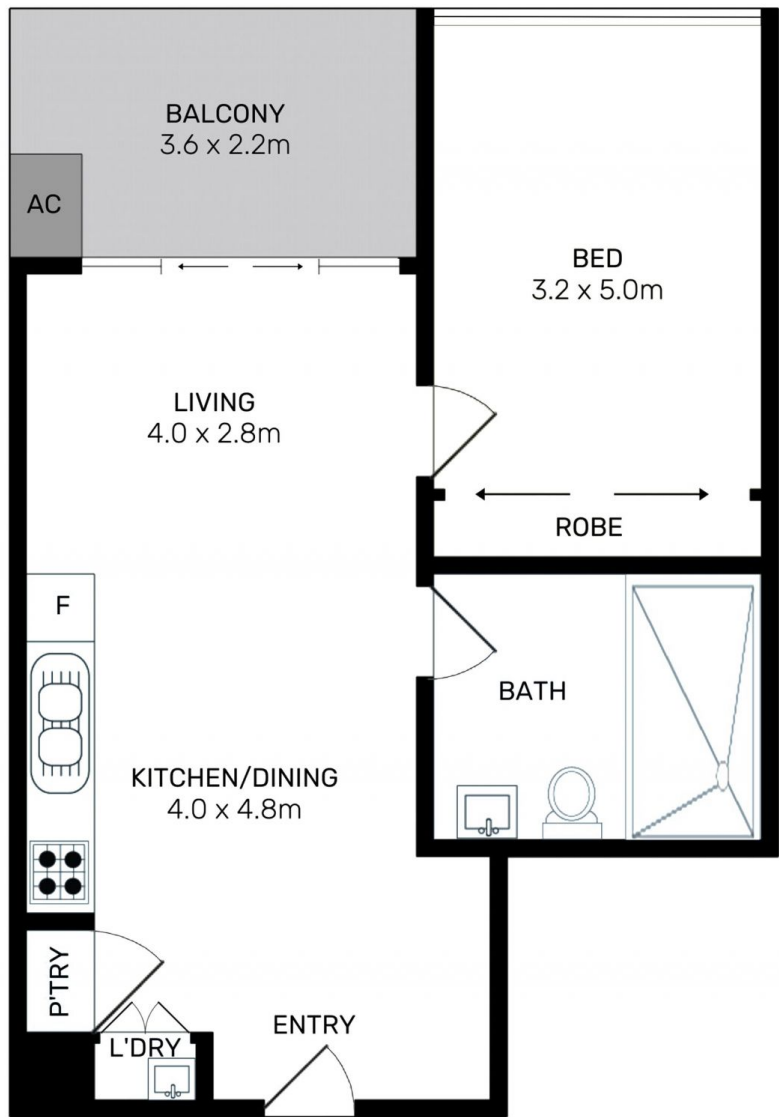 BALCONY
3.6 x 2.2m
AC
BED
3.2 x 5.0m
LIVING
4.0 x 2.8m
ROBE
F
BATH
KITCHEN/DINING
4.0 x 4.8m
P'TRY
ENTRY
L'DRY